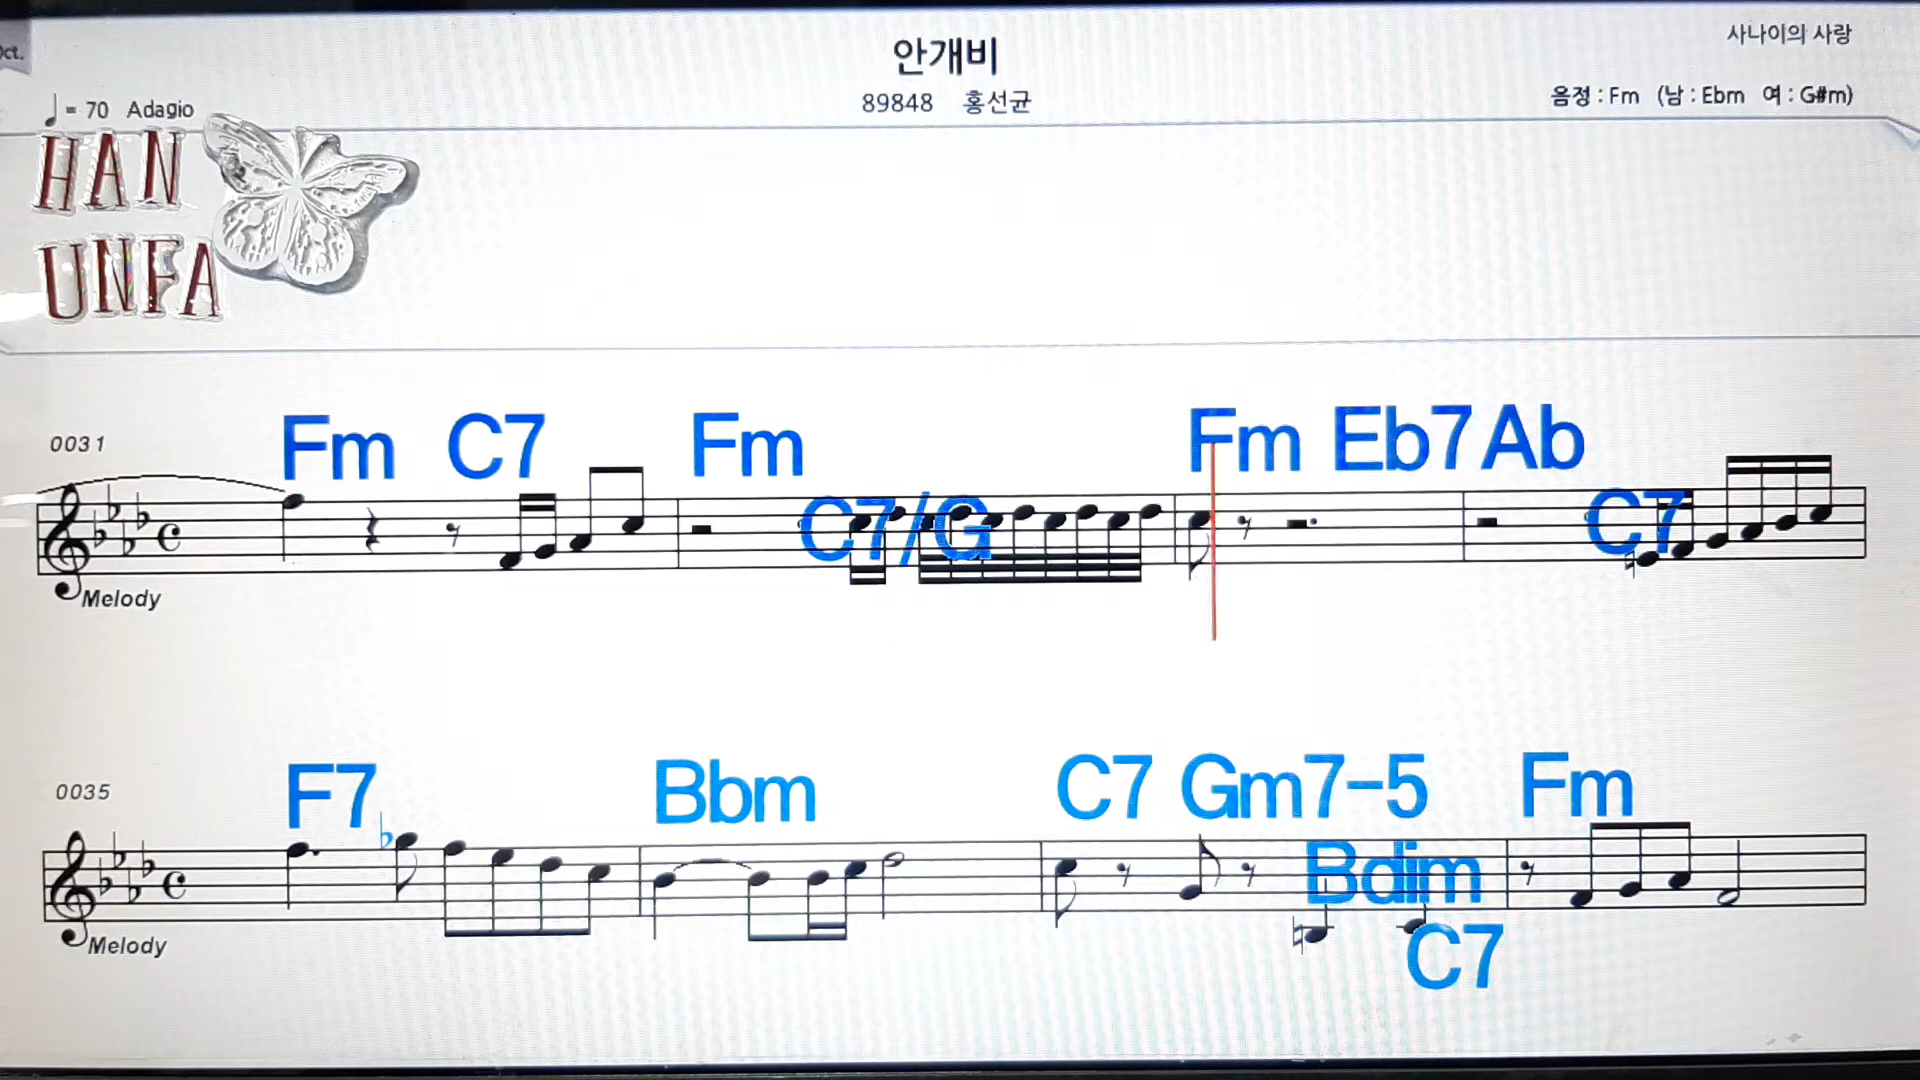 Oct.
안개비
사나이의 사랑
♩= 70 Adagio
89848 홍선균
음정 : Fm (남 : Ebm 여 : G#m)
HAN
UNFA
0031
Fm C7 Fm Fm Eb7 Ab
C7/G C7
Melody
0035
F7 Bbm C7 Gm7-5 Fm
Bdim
C7
Melody